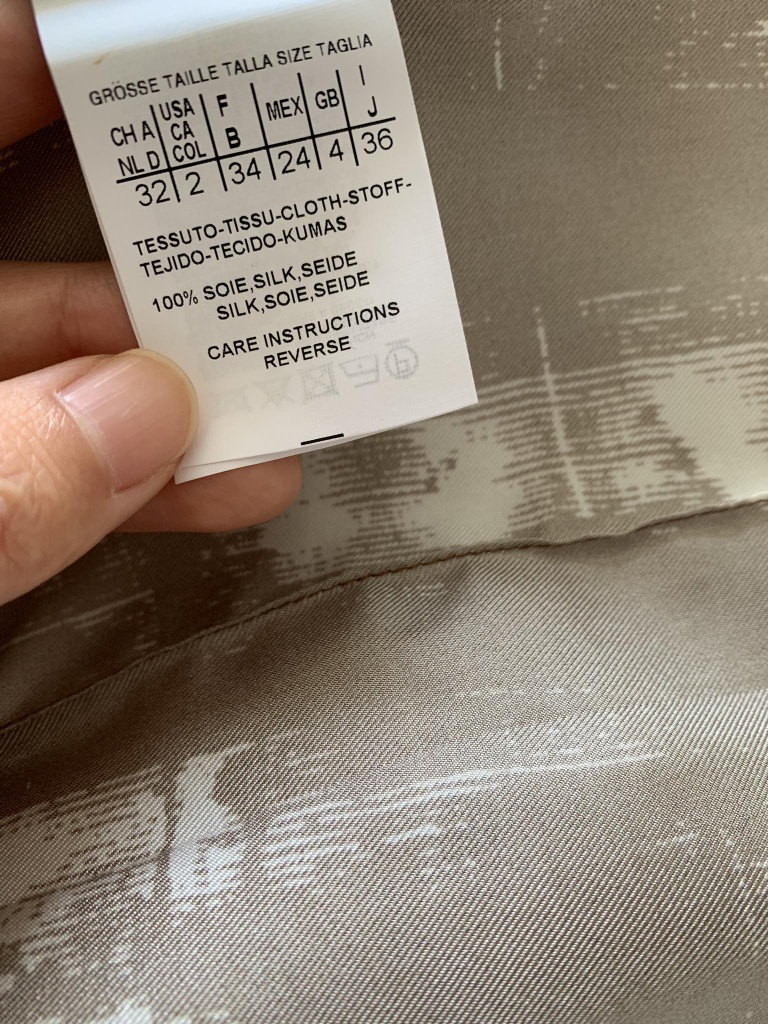 GRÖSSE TAILLE TALLA SIZE TAGLIA
CH A NL D | USA CA COL | F B | MEX | GB | I J
32 | 2 | 34 | 24 | 4 | 36
TESSUTO-TISSU-CLOTH-STOFF-
TEJIDO-TECIDO-KUMAS
100% SOIE,SILK,SEIDE
SILK,SOIE,SEIDE
CARE INSTRUCTIONS
REVERSE